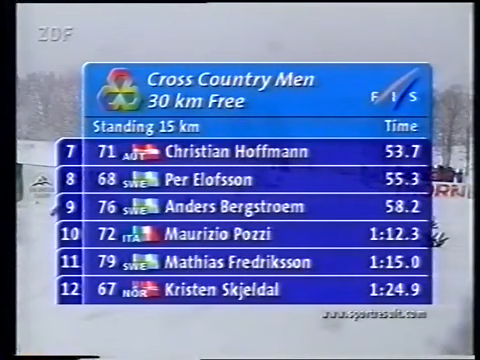 ZDF
Cross Country Men
30 km Free
FIS
Standing 15 km Time
7 71 AUT Christian Hoffmann 53.7
8 68 SWE Per Elofsson 55.3
9 76 SWE Anders Bergstroem 58.2
10 72 ITA Maurizio Pozzi 1:12.3
11 79 SWE Mathias Fredriksson 1:15.0
12 67 NOR Kristen Skjeldal 1:24.9
www.sportresult.com